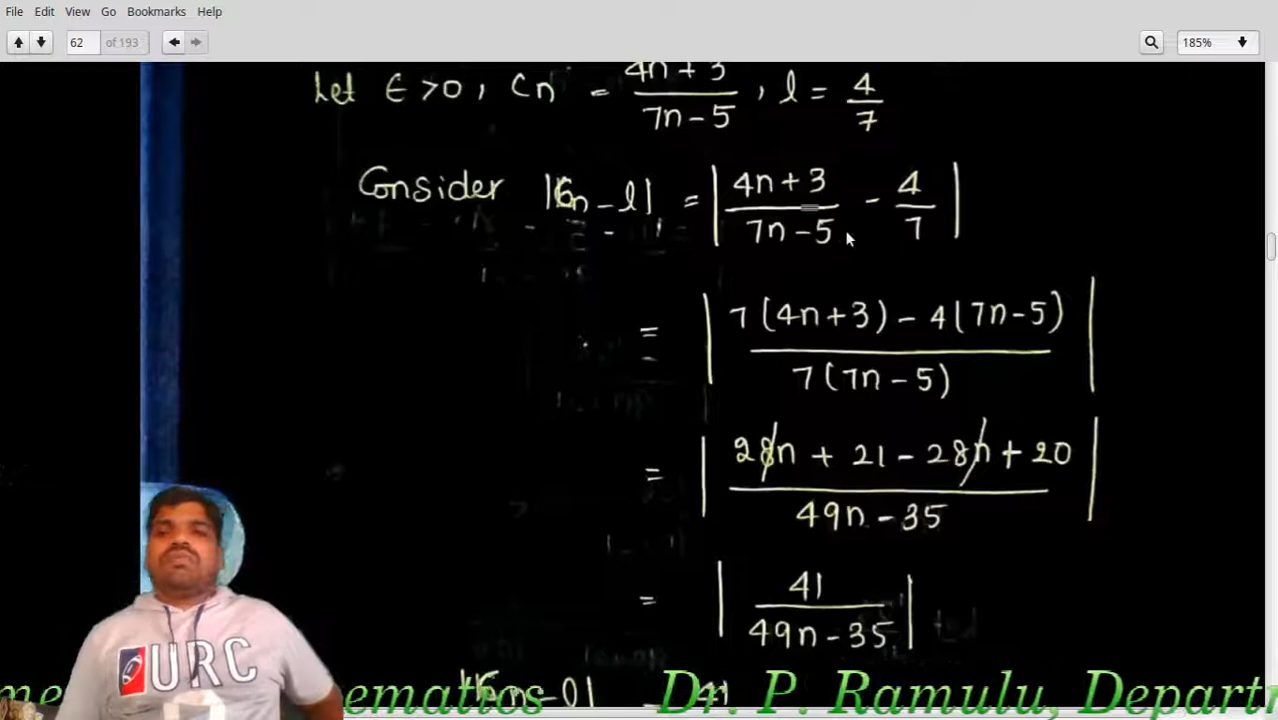 File Edit View Go Bookmarks Help
62 of 193 185%
Let ∈ >0, Cn = 4n + 3 / 7n - 5, l = 4/7
Consider |Cn - l| = | 4n + 3 / 7n - 5 - 4/7 |
= | 7(4n+3) - 4(7n-5) / 7(7n-5) |
= | 28n + 21 - 28n + 20 / 49n - 35 |
= | 41 / 49n - 35 |
41
URC
ematics Dr. P. Ramulu, Depart